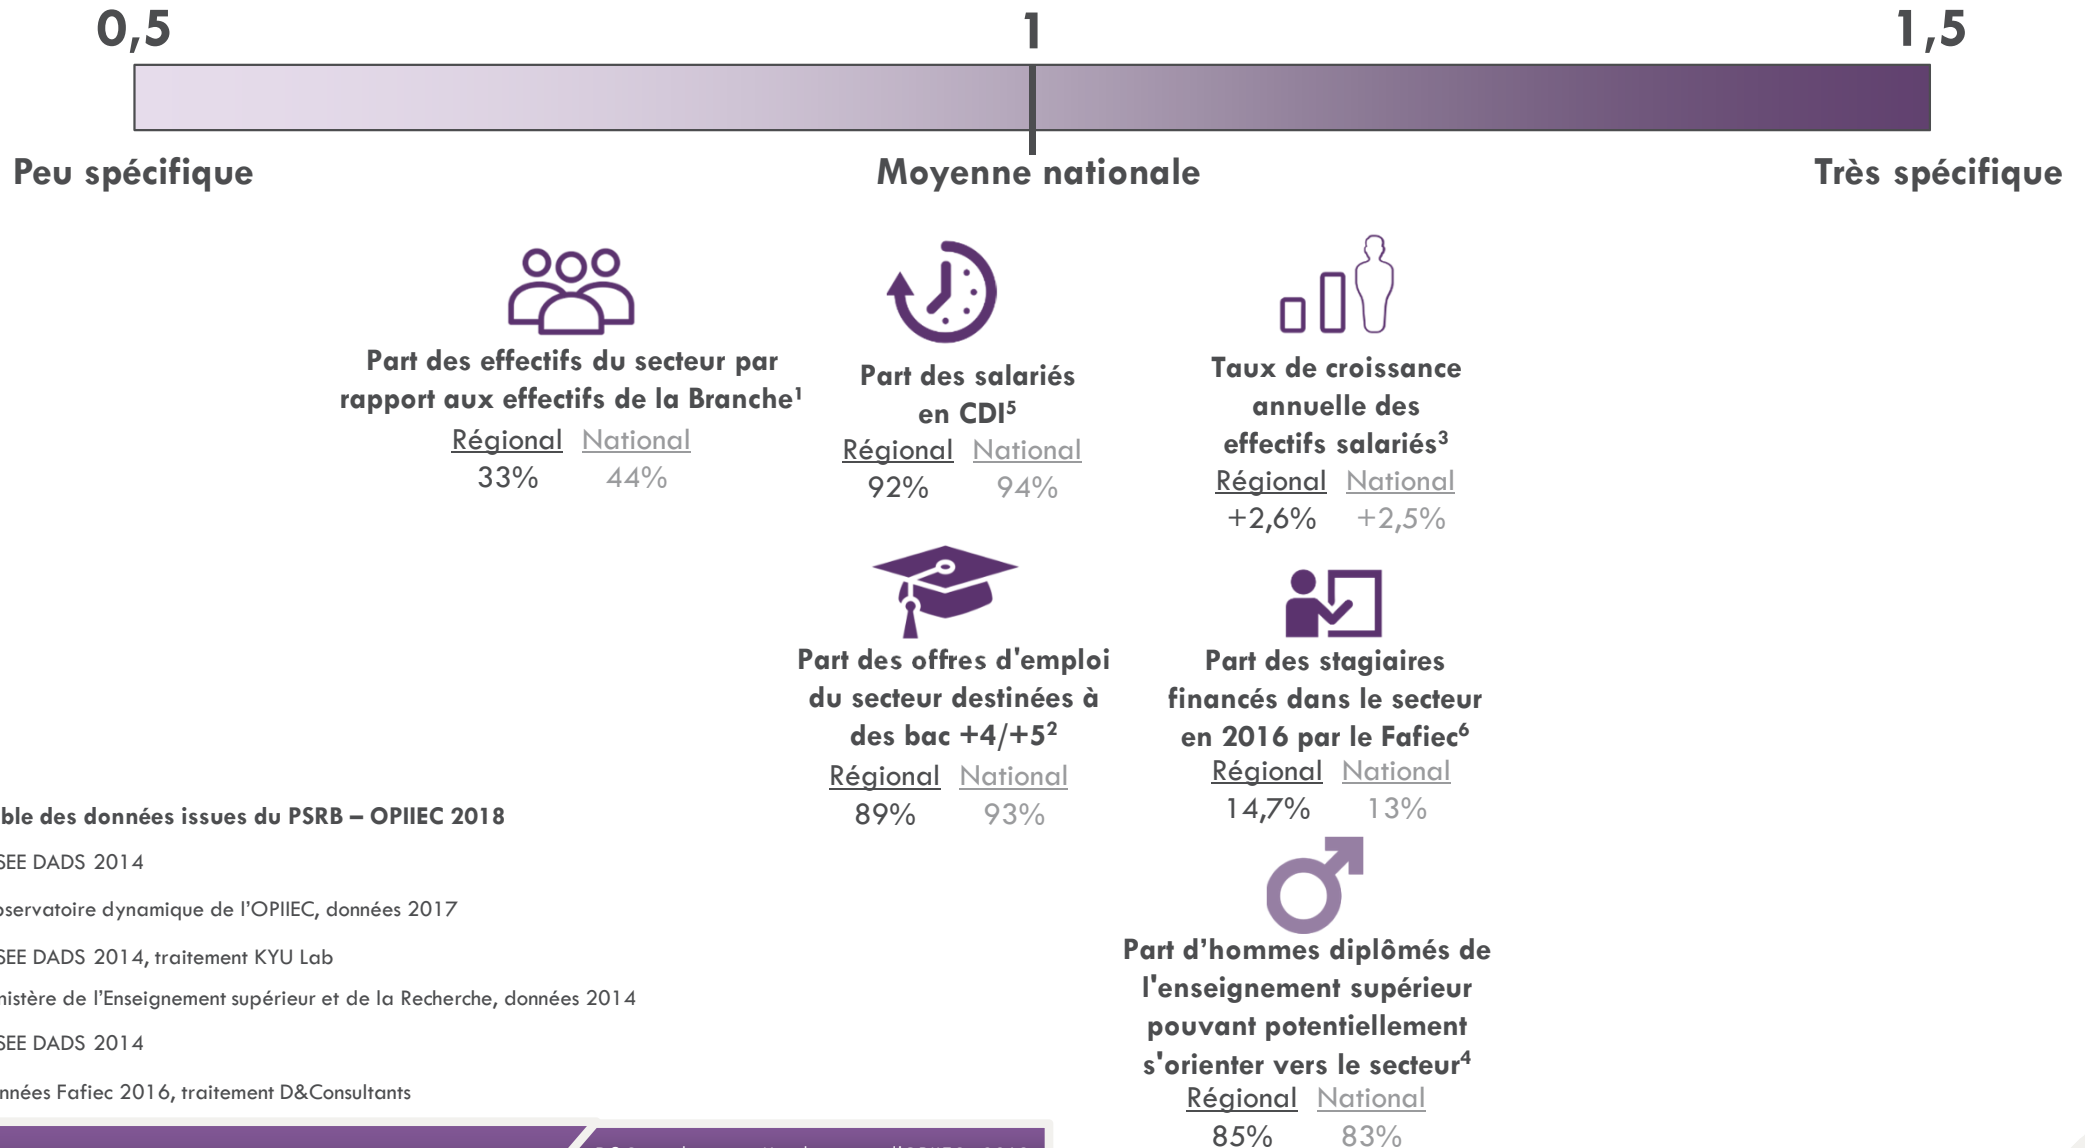 0,5
1
1,5
Peu spécifique
Moyenne nationale
Très spécifique
Part des effectifs du secteur par
rapport aux effectifs de la Branche¹
Régional National
33% 44%
Part des salariés
en CDI⁵
Régional National
92% 94%
Taux de croissance
annuelle des
effectifs salariés³
Régional National
+2,6% +2,5%
Part des offres d'emploi
du secteur destinées à
des bac +4/+5²
Régional National
89% 93%
Part des stagiaires
financés dans le secteur
en 2016 par le Fafiec⁶
Régional National
14,7% 13%
Part d’hommes diplômés de
l'enseignement supérieur
pouvant potentiellement
s'orienter vers le secteur⁴
Régional National
85% 83%
ble des données issues du PSRB – OPIIEC 2018
SEE DADS 2014
bservatoire dynamique de l’OPIIEC, données 2017
SEE DADS 2014, traitement KYU Lab
nistère de l’Enseignement supérieur et de la Recherche, données 2014
SEE DADS 2014
nnées Fafiec 2016, traitement D&Consultants